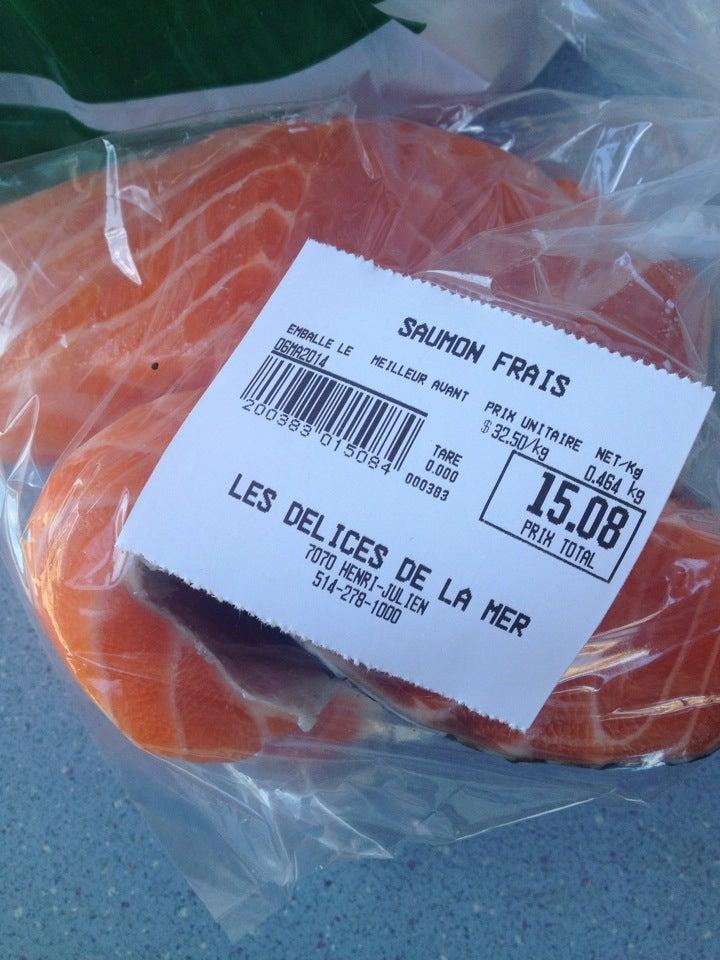 SAUMON FRAIS
EMBALLE LE MEILLEUR AVANT PRIX UNITAIRE NET/kg
06MA2014 $32.50/kg 0.464 kg
200383 015084
TARE
0.000
000383
15.08
PRIX TOTAL
LES DELICES DE LA MER
7070 HENRI-JULIEN
514-278-1000